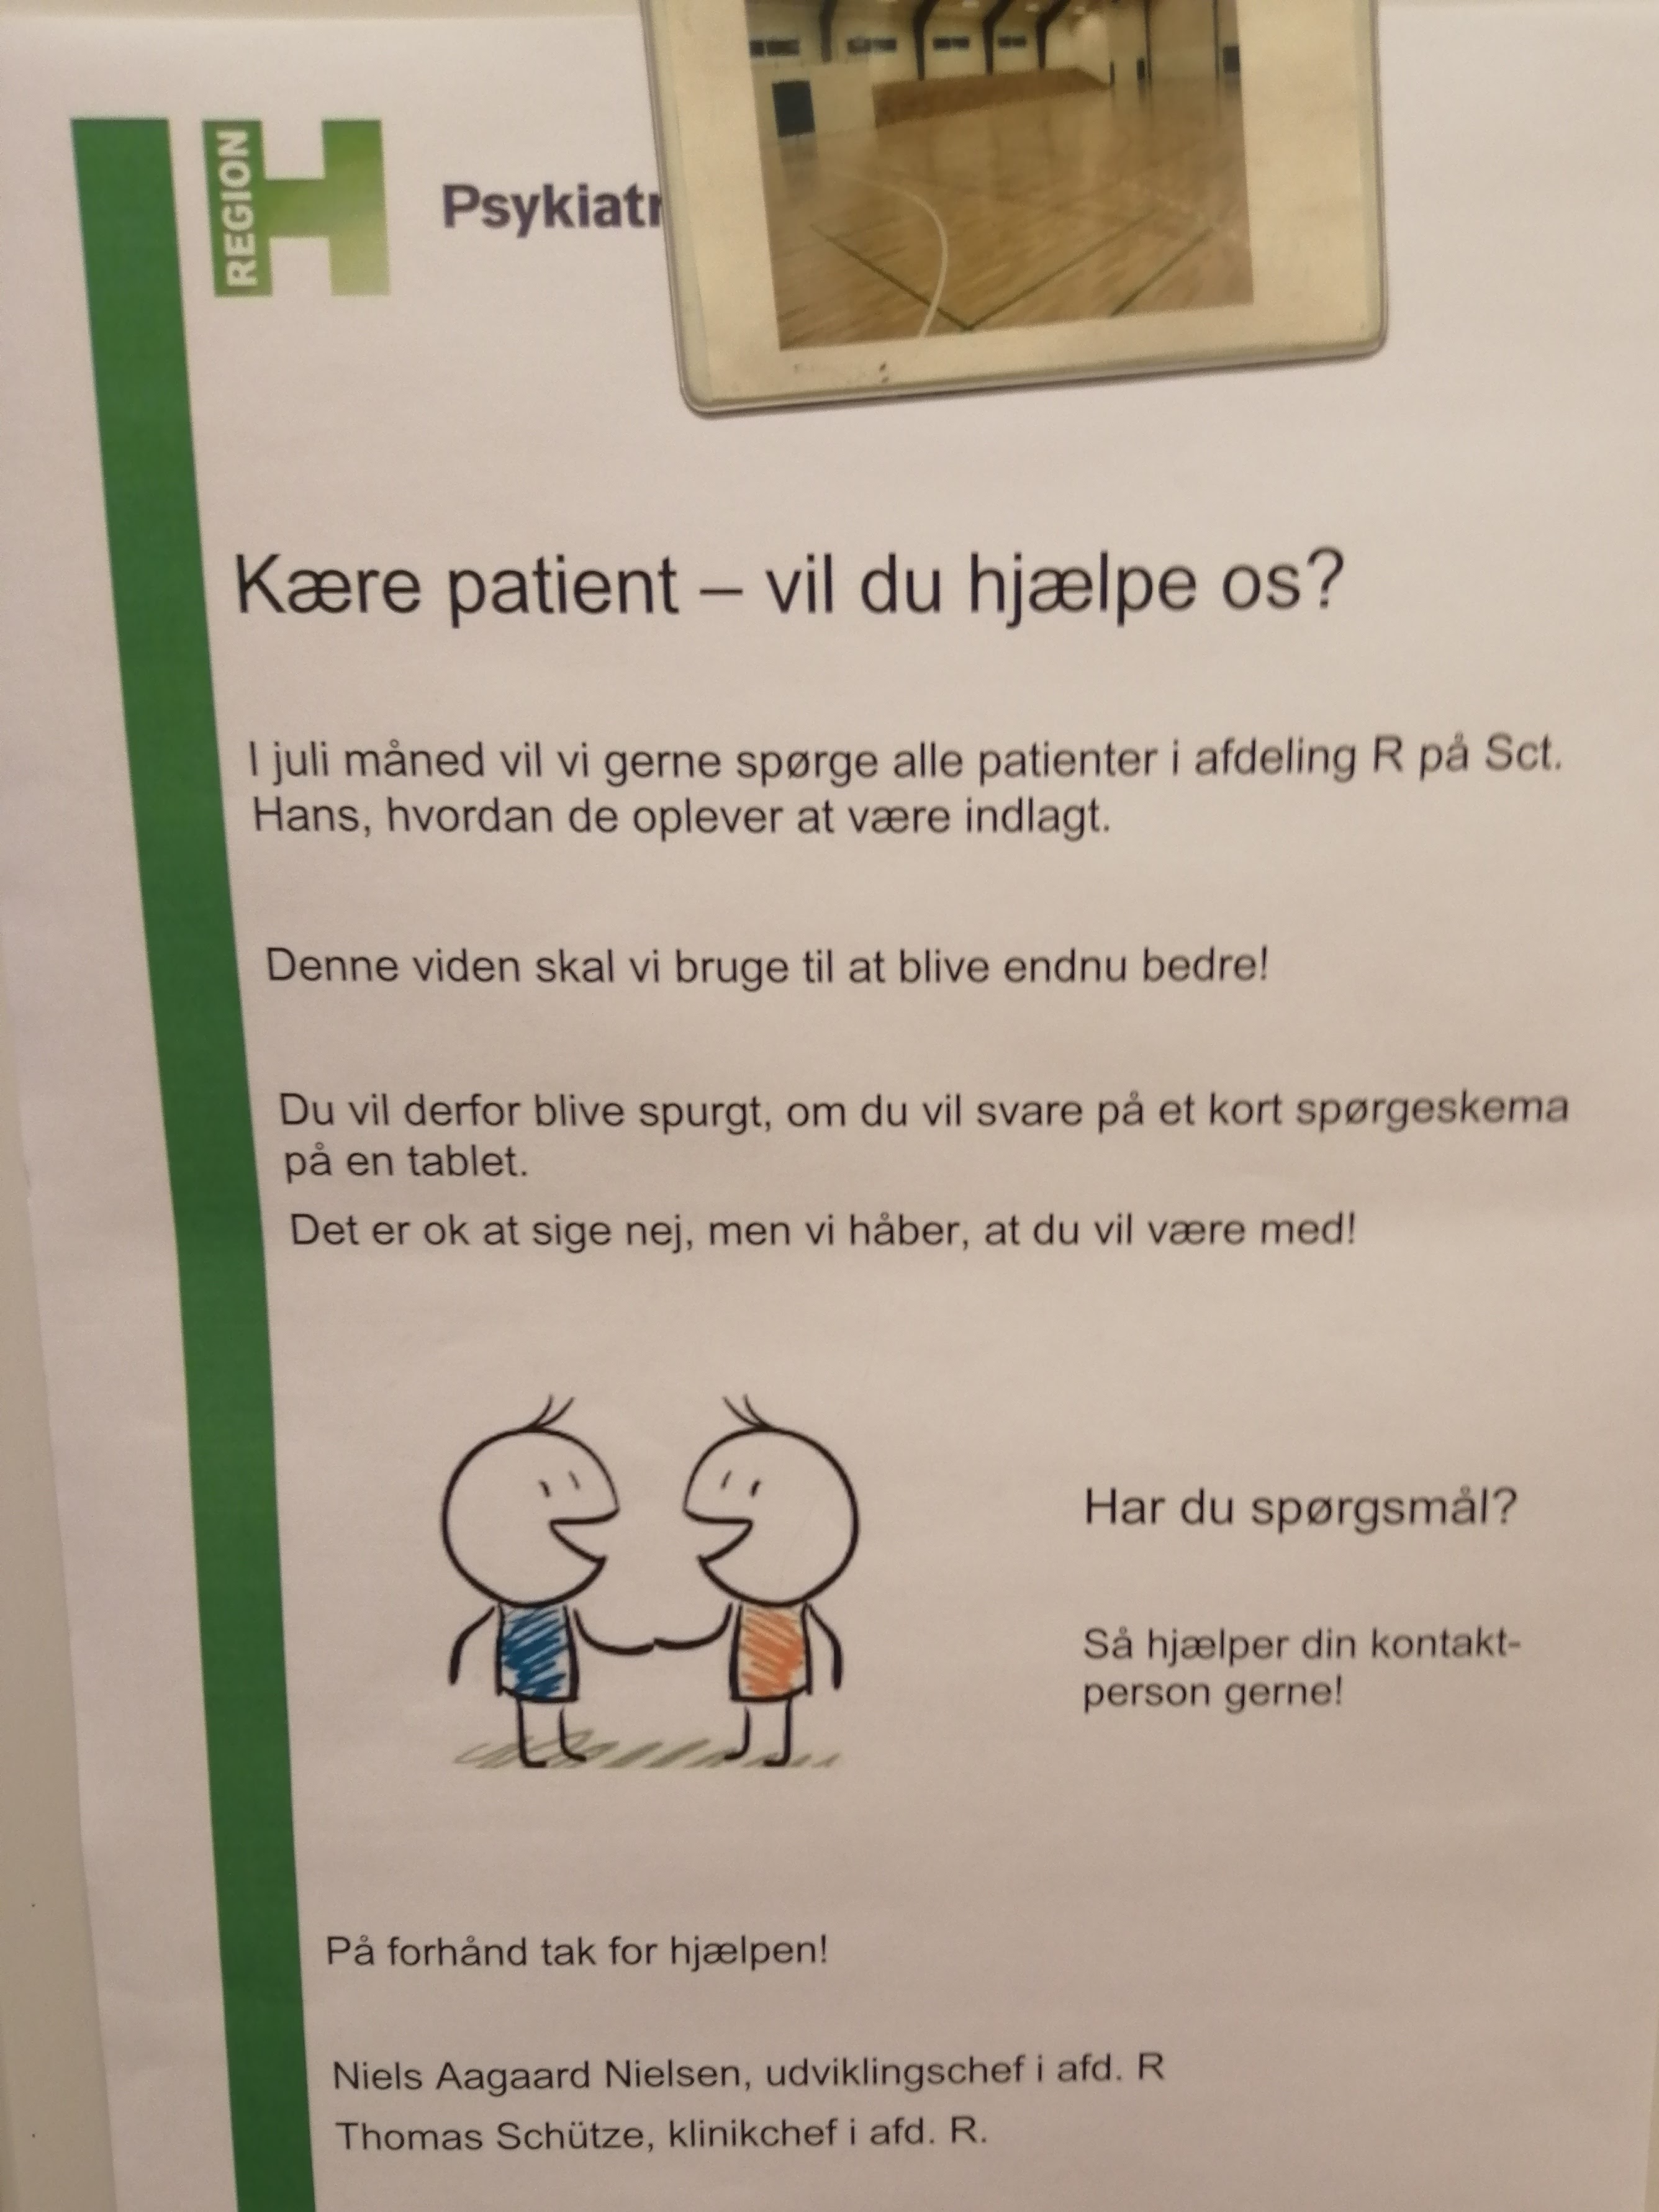 REGION
Psykiatr
Kære patient – vil du hjælpe os?
I juli måned vil vi gerne spørge alle patienter i afdeling R på Sct.
Hans, hvordan de oplever at være indlagt.
Denne viden skal vi bruge til at blive endnu bedre!
Du vil derfor blive spurgt, om du vil svare på et kort spørgeskema
på en tablet.
Det er ok at sige nej, men vi håber, at du vil være med!
Har du spørgsmål?
Så hjælper din kontakt-
person gerne!
På forhånd tak for hjælpen!
Niels Aagaard Nielsen, udviklingschef i afd. R
Thomas Schütze, klinikchef i afd. R.